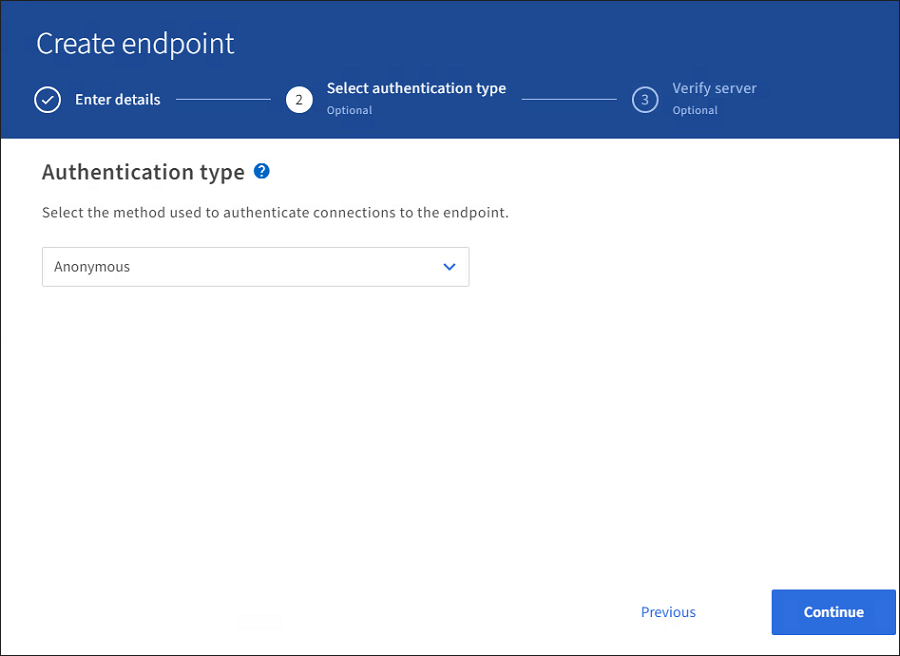 Create endpoint
Enter details
2
Select authentication type
Optional
3
Verify server
Optional
Authentication type ?
Select the method used to authenticate connections to the endpoint.
Anonymous
Previous
Continue